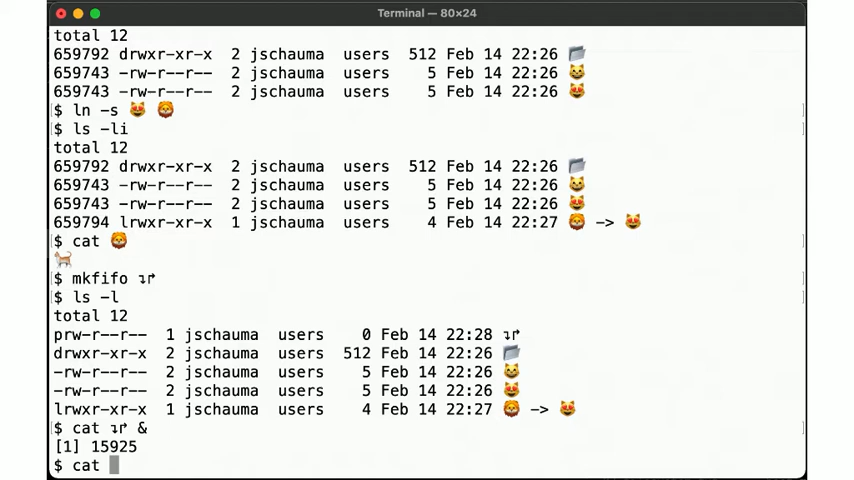 Terminal — 80×24
total 12
659792 drwxr-xr-x 2 jschauma users 512 Feb 14 22:26 📁
659743 -rw-r--r-- 2 jschauma users 5 Feb 14 22:26 😺
659743 -rw-r--r-- 2 jschauma users 5 Feb 14 22:26 😻
$ ln -s 😻 🦁
$ ls -li
total 12
659792 drwxr-xr-x 2 jschauma users 512 Feb 14 22:26 📁
659743 -rw-r--r-- 2 jschauma users 5 Feb 14 22:26 😺
659743 -rw-r--r-- 2 jschauma users 5 Feb 14 22:26 😻
659794 lrwxr-xr-x 1 jschauma users 4 Feb 14 22:27 🦁 -> 😻
$ cat 🦁
🐈
$ mkfifo ↴↱
$ ls -l
total 12
prw-r--r-- 1 jschauma users 0 Feb 14 22:28 ↴↱
drwxr-xr-x 2 jschauma users 512 Feb 14 22:26 📁
-rw-r--r-- 2 jschauma users 5 Feb 14 22:26 😺
-rw-r--r-- 2 jschauma users 5 Feb 14 22:26 😻
lrwxr-xr-x 1 jschauma users 4 Feb 14 22:27 🦁 -> 😻
$ cat ↴↱ &
[1] 15925
$ cat